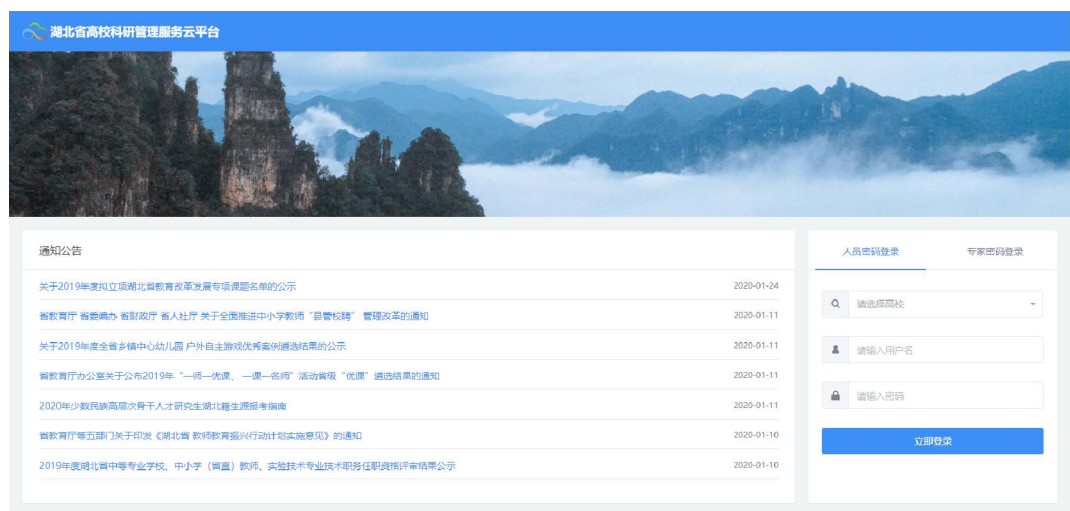 湖北省高校科研管理服务云平台
通知公告
关于2019年度拟立项湖北省教育改革发展专项课题名单的公示 2020-01-24
省教育厅 省委编办 省财政厅 省人社厅 关于全面推进中小学教师“县管校聘” 管理改革的通知 2020-01-11
关于2019年度全省乡镇中心幼儿园 户外自主游戏优秀案例遴选结果的公示 2020-01-11
省教育厅办公室关于公布2019年“一师一优课、 一课一名师”活动省级“优课”遴选结果的通知 2020-01-11
2020年少数民族高层次骨干人才研究生湖北籍生源报考指南 2020-01-11
省教育厅等五部门关于印发《湖北省 教师教育振兴行动计划实施意见》的通知 2020-01-10
2019年度湖北省中等专业学校、中小学（省直）教师、实验技术专业技术职务任职资格评审结果公示 2020-01-10
人员密码登录 专家密码登录
请选择高校
请输入用户名
请输入密码
立即登录